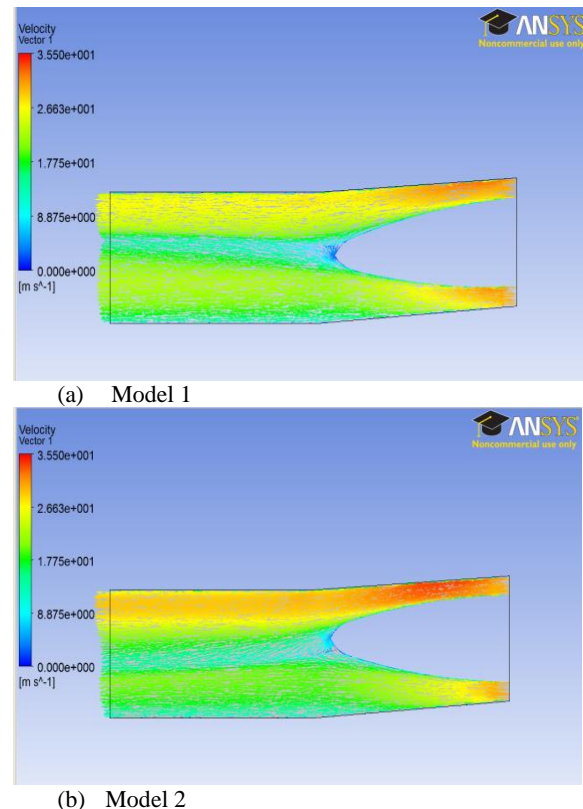 Velocity
Vector 1
3.550e+001
2.663e+001
1.775e+001
8.875e+000
0.000e+000
[m s^-1]
ANSYS
Noncommercial use only
(a) Model 1
Velocity
Vector 1
3.550e+001
2.663e+001
1.775e+001
8.875e+000
0.000e+000
[m s^-1]
ANSYS
Noncommercial use only
(b) Model 2